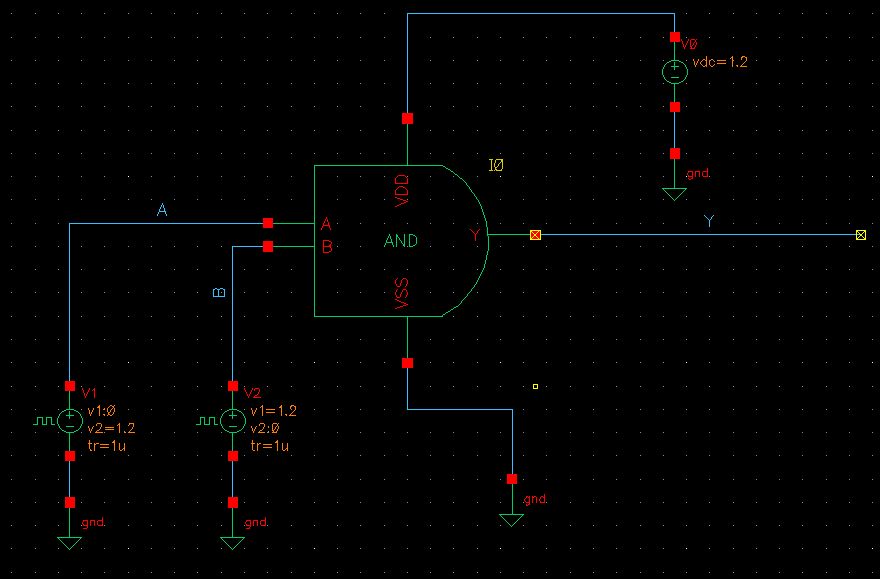 V0
vdc=1.2
gnd
I0
A
Y
VDD
A
Y
AND
B
VSS
B
V1
v1:0
v2=1.2
tr=1u
V2
v1=1.2
v2:0
tr=1u
gnd
gnd
gnd